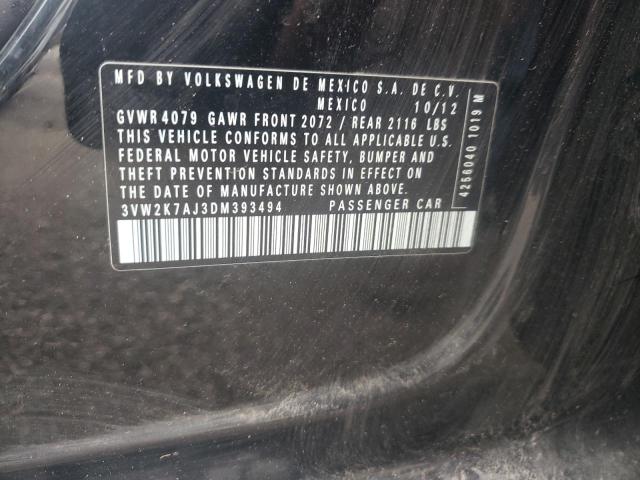 MFD BY VOLKSWAGEN DE MEXICO S.A. DE C.V.
MEXICO 10/12
GVWR 4079 GAWR FRONT 2072 / REAR 2116 LBS
THIS VEHICLE CONFORMS TO ALL APPLICABLE U.S.
FEDERAL MOTOR VEHICLE SAFETY, BUMPER AND
THEFT PREVENTION STANDARDS IN EFFECT ON
THE DATE OF MANUFACTURE SHOWN ABOVE.
3VW2K7AJ3DM393494 PASSENGER CAR
4256040 1019 M